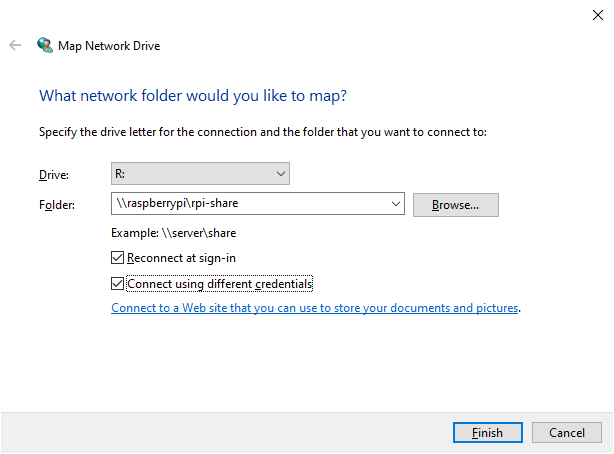 Map Network Drive
What network folder would you like to map?
Specify the drive letter for the connection and the folder that you want to connect to:
Drive: R:
Folder: \\raspberrypi\rpi-share Browse...
Example: \\server\share
Reconnect at sign-in
Connect using different credentials
Connect to a Web site that you can use to store your documents and pictures.
Finish Cancel